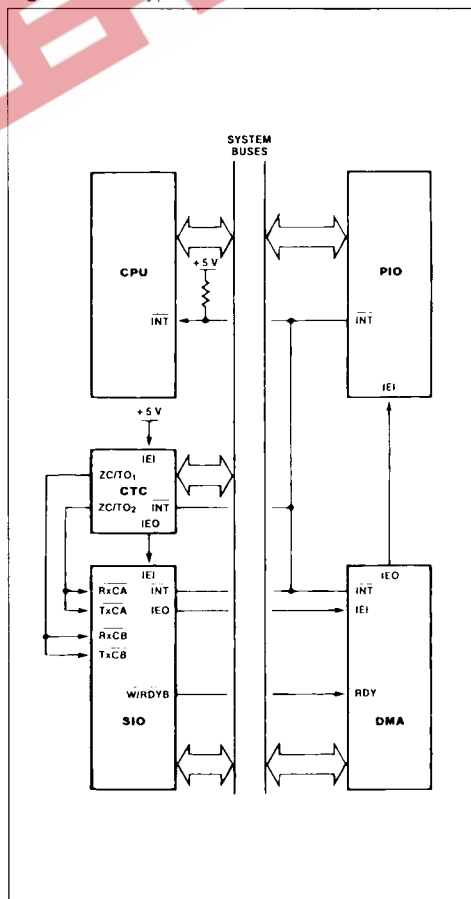 SYSTEM
BUSES
CPU
+5 V
INT
PIO
INT
IEI
+5 V
IEI
ZC/TO1
CTC
ZC/TO2
INT
IEO
IEI
RxCA
INT
TxCA
IEO
RxCB
TxCB
W/RDYB
SIO
IEO
INT
IEI
RDY
DMA